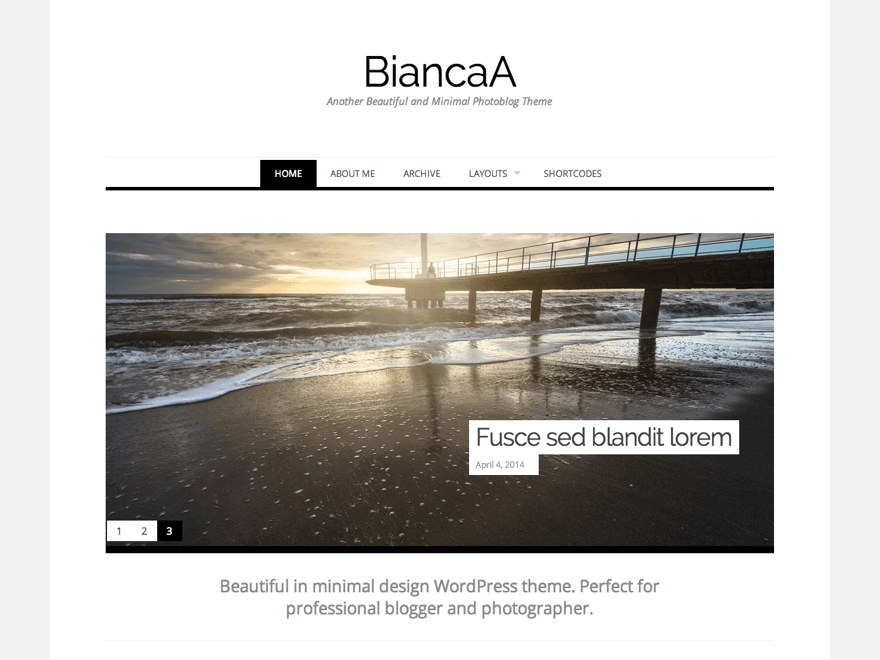 BiancaA
Another Beautiful and Minimal Photoblog Theme
HOME ABOUT ME ARCHIVE LAYOUTS SHORTCODES
Fusce sed blandit lorem
April 4, 2014
1 2 3
Beautiful in minimal design WordPress theme. Perfect for
professional blogger and photographer.